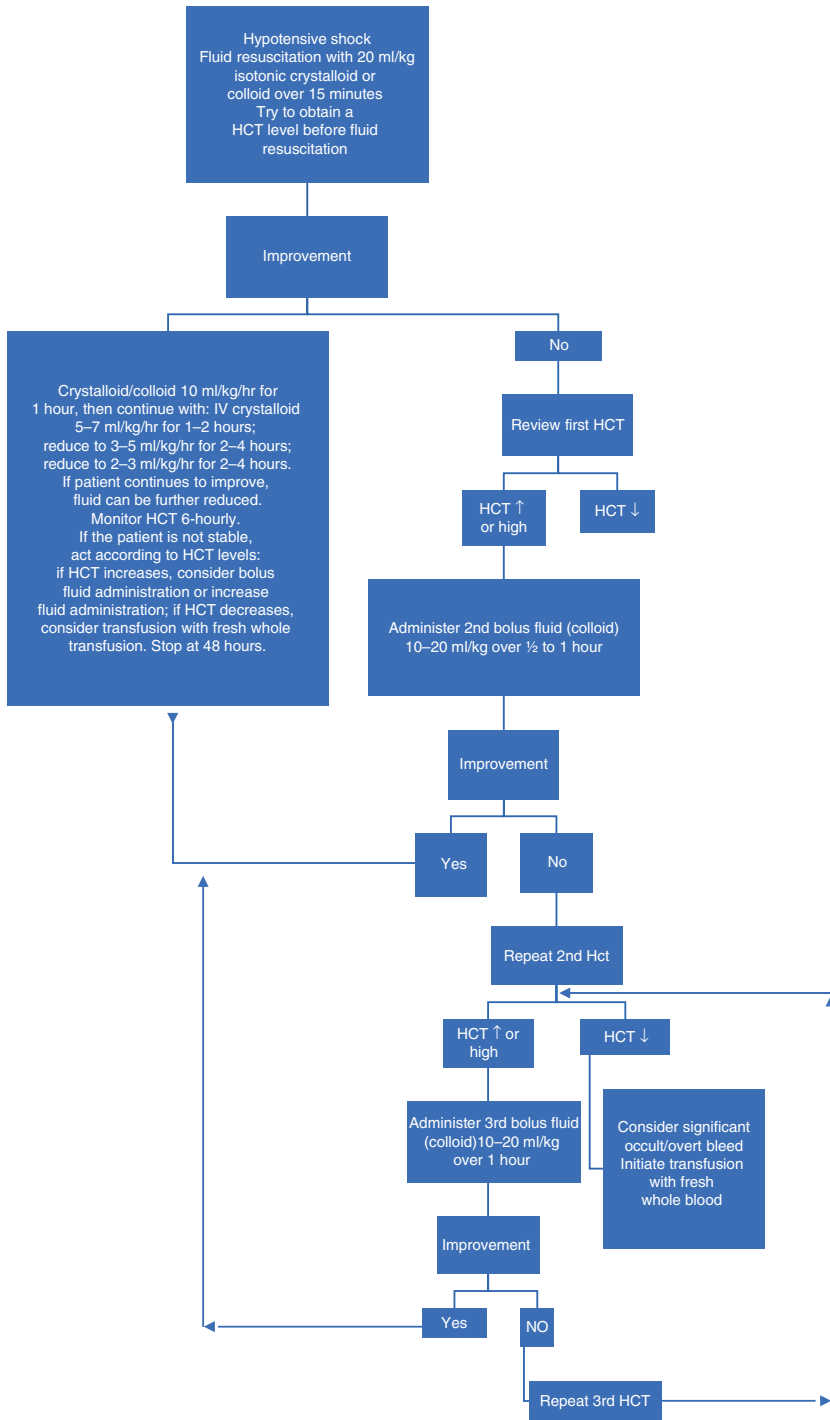 Hypotensive shock
Fluid resuscitation with 20 ml/kg
isotonic crystalloid or
colloid over 15 minutes
Try to obtain a
HCT level before fluid
resuscitation
Improvement
No
Crystalloid/colloid 10 ml/kg/hr for
1 hour, then continue with: IV crystalloid
5–7 ml/kg/hr for 1–2 hours;
reduce to 3–5 ml/kg/hr for 2–4 hours;
reduce to 2–3 ml/kg/hr for 2–4 hours.
If patient continues to improve,
fluid can be further reduced.
Monitor HCT 6-hourly.
If the patient is not stable,
act according to HCT levels:
if HCT increases, consider bolus
fluid administration or increase
fluid administration; if HCT decreases,
consider transfusion with fresh whole
transfusion. Stop at 48 hours.
Review first HCT
HCT ↑
or high
HCT ↓
Administer 2nd bolus fluid (colloid)
10–20 ml/kg over ½ to 1 hour
Improvement
Yes
No
Repeat 2nd Hct
HCT ↑ or
high
HCT ↓
Administer 3rd bolus fluid
(colloid)10–20 ml/kg
over 1 hour
Consider significant
occult/overt bleed
Initiate transfusion
with fresh
whole blood
Improvement
Yes
NO
Repeat 3rd HCT